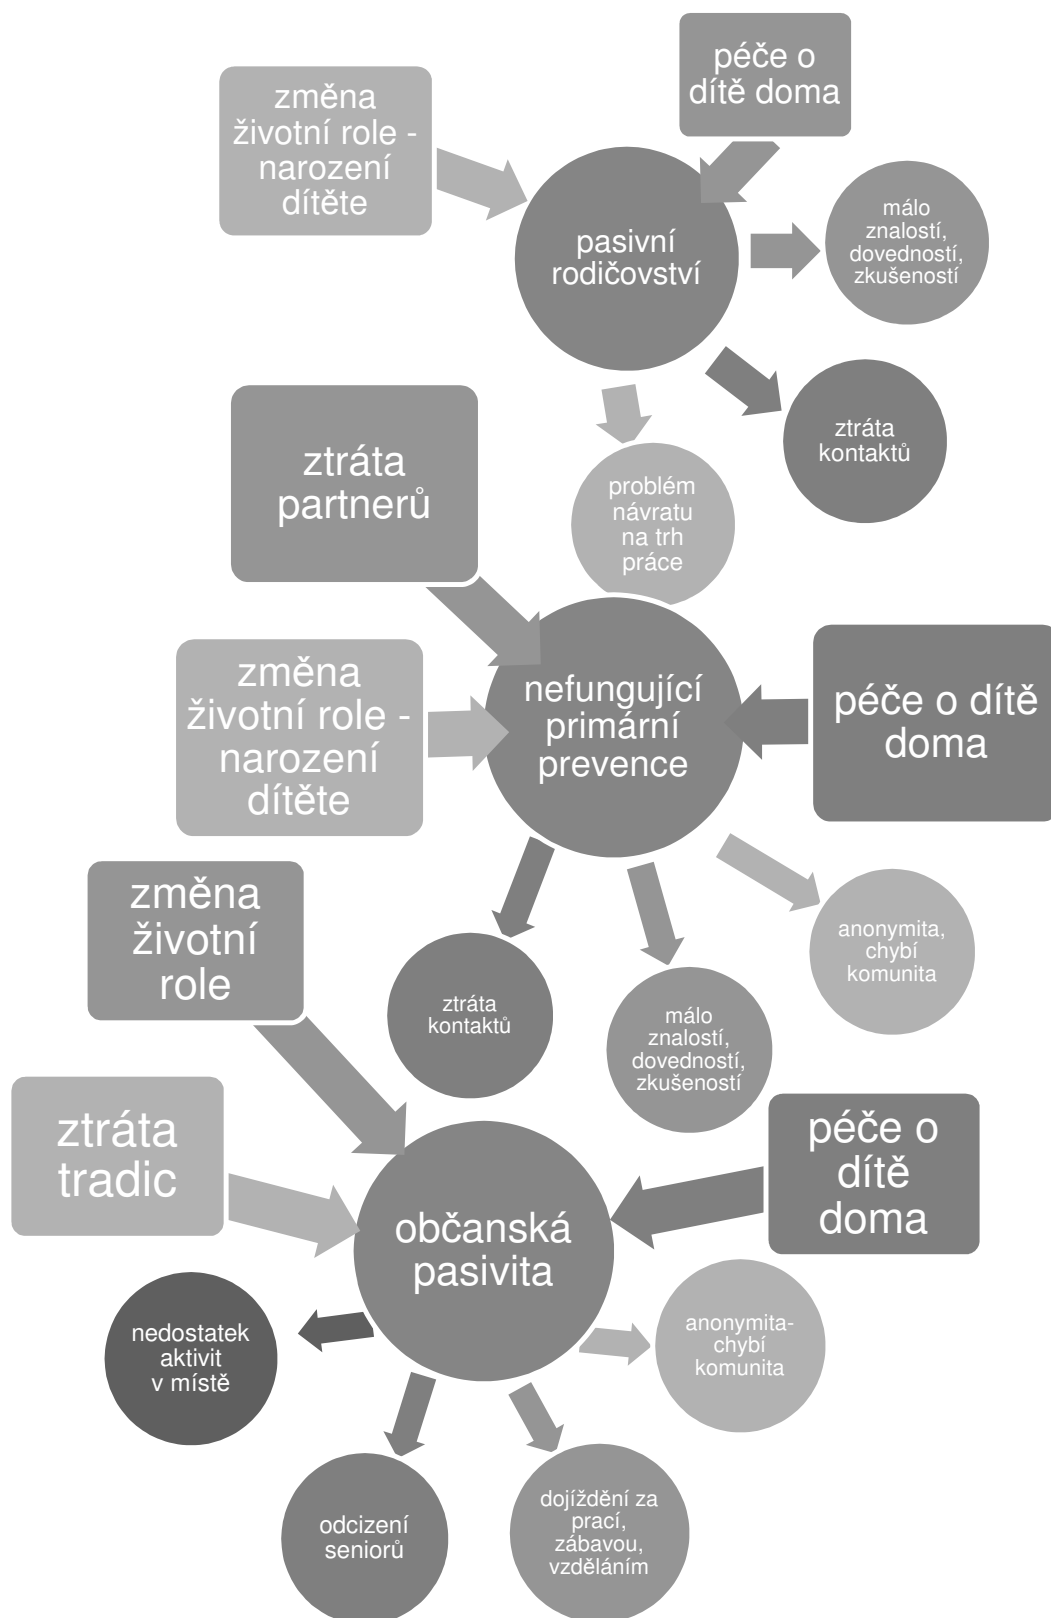 péče o
dítě doma
změna
životní role -
narození
dítěte
málo
znalostí,
dovedností,
zkušeností
pasivní
rodičovství
ztráta
kontaktů
ztráta
partnerů
problém
návratu
na trh
práce
změna
životní role -
narození
dítěte
nefungující
primární
prevence
péče o dítě
doma
změna
životní
role
anonymita,
chybí
komunita
ztráta
kontaktů
málo
znalostí,
dovedností,
zkušeností
ztráta
tradic
péče o
dítě
doma
občanská
pasivita
nedostatek
aktivit
v místě
anonymita-
chybí
komunita
odcizení
seniorů
dojíždění za
prací,
zábavou,
vzděláním